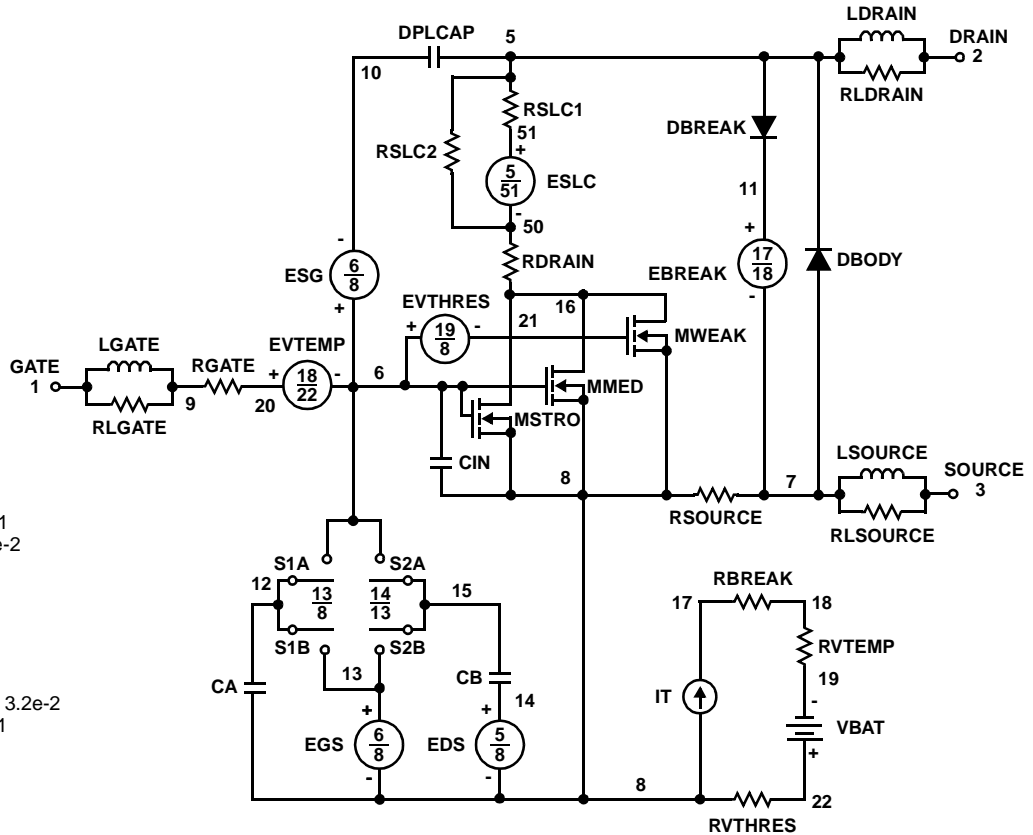 LDRAIN
DPLCAP 5 DRAIN
10 2
RLDRAIN
RSLC1
DBREAK
51
RSLC2 +
5
51 ESLC
11
-
50
+
-
17
18
RDRAIN DBODY
6
8
ESG EBREAK
-
EVTHRES
+ 16
21
+ 19
8 -
MWEAK
LGATE EVTEMP
GATE RGATE + 18
22 - 6
MMED
1
9 20
RLGATE MSTRO
LSOURCE
CIN SOURCE
8 7 3
RSOURCE
RLSOURCE
1
e-2
S1A S2A
12 13
8 14
13 15
RBREAK
17 18
S1B S2B
RVTEMP
13
CB 19
CA
3.2e-2 14 IT -
1
+ +
VBAT
EGS 6
8 EDS 5
8
+
- -
8
22
RVTHRES